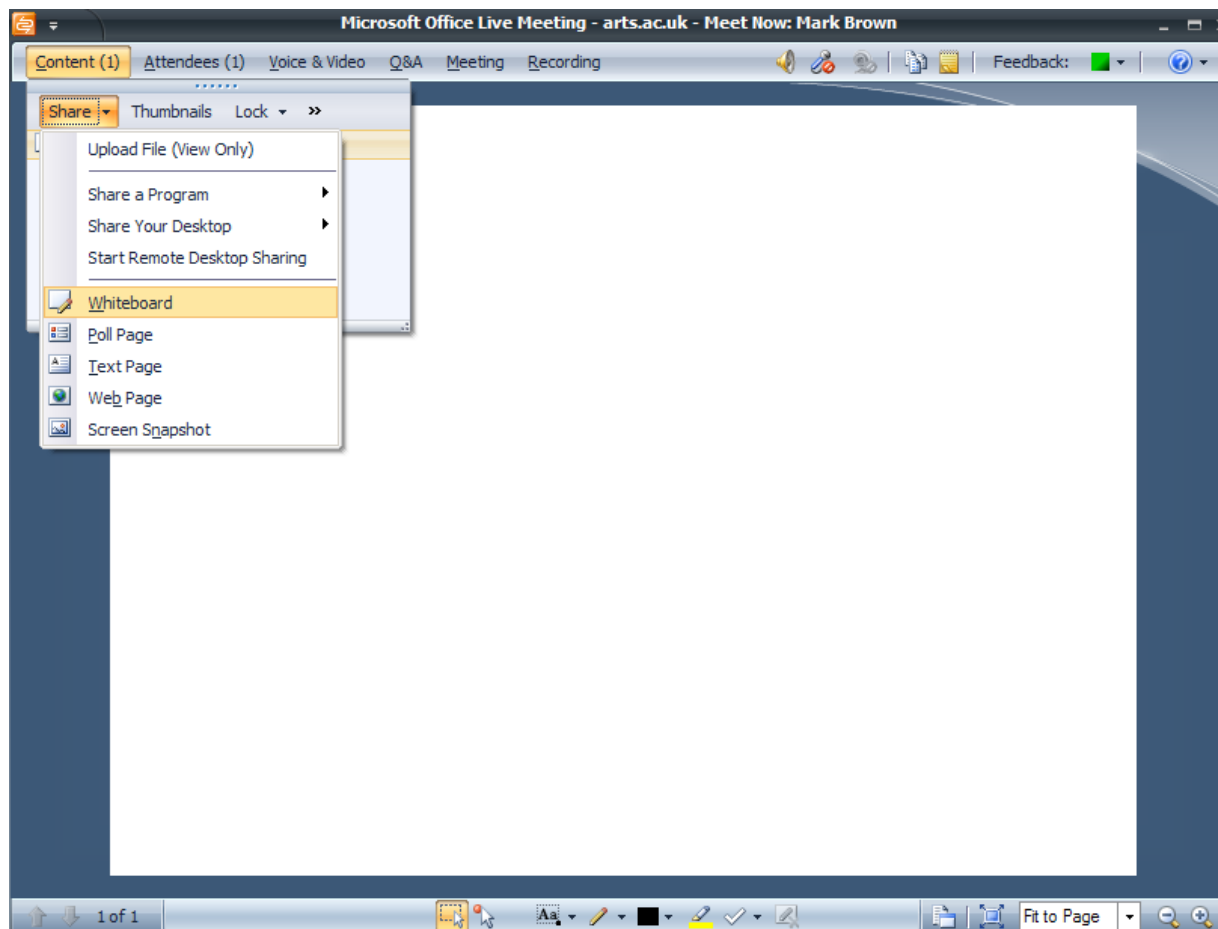 Microsoft Office Live Meeting - arts.ac.uk - Meet Now: Mark Brown
Content (1) Attendees (1) Voice & Video Q&A Meeting Recording Feedback:
Share Thumbnails Lock »
Upload File (View Only)
Share a Program
Share Your Desktop
Start Remote Desktop Sharing
Whiteboard
Poll Page
Text Page
Web Page
Screen Snapshot
1 of 1 Aa Fit to Page